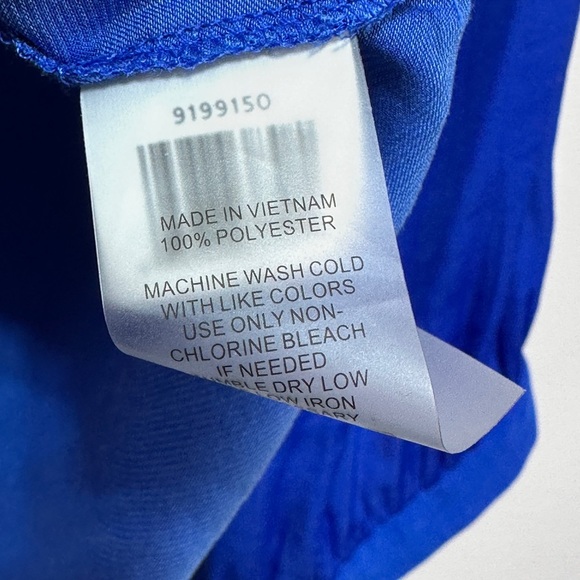 9199150
MADE IN VIETNAM
100% POLYESTER
MACHINE WASH COLD
WITH LIKE COLORS
USE ONLY NON-
CHLORINE BLEACH
IF NEEDED
DRY LOW
IRON